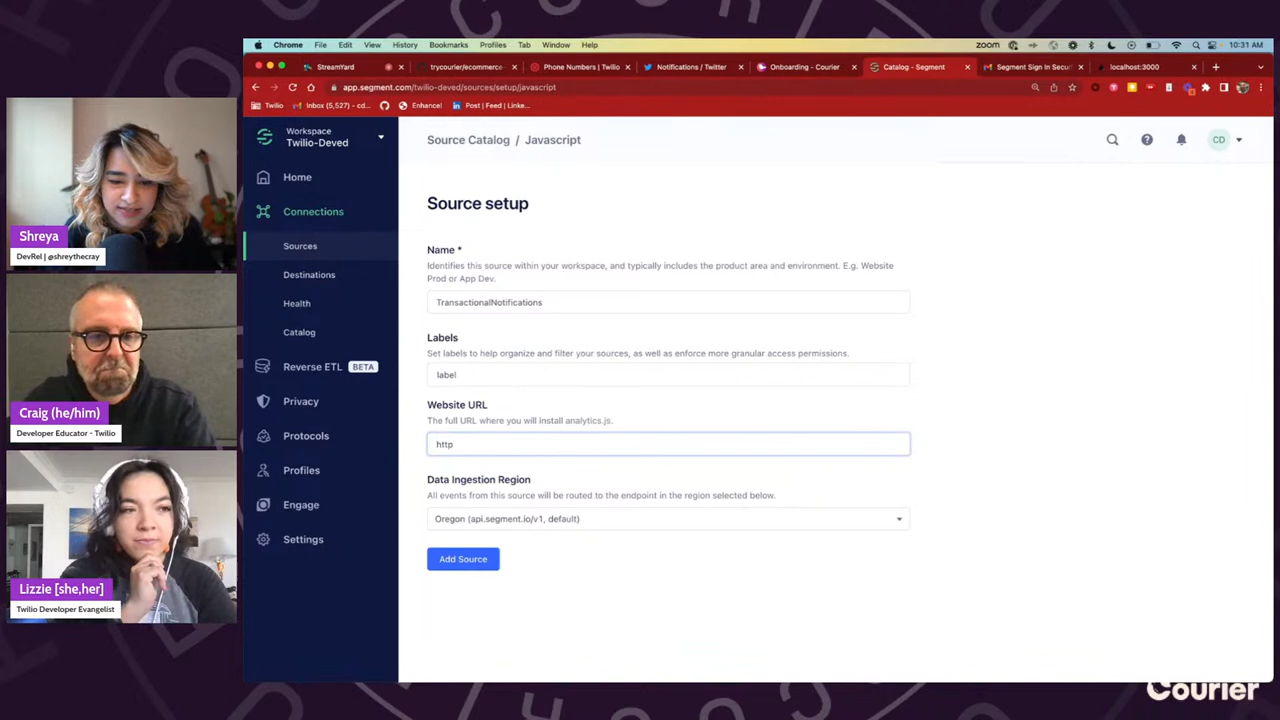 Chrome File Edit View History Bookmarks Profiles Tab Window Help
zoom
10:31 AM
StreamYard
trycourier/ecommerce-
Phone Numbers | Twilio
Notifications / Twitter
Onboarding - Courier
Catalog - Segment
Segment Sign In Secur
localhost:3000
app.segment.com/twilio-deved/sources/setup/javascript
Twilio
Inbox (5,527) - cd...
Enhance!
Post | Feed | Linke...
Workspace
Twilio-Deved
Home
Connections
Sources
Destinations
Health
Catalog
Reverse ETL BETA
Privacy
Protocols
Profiles
Engage
Settings
Source Catalog / Javascript
CD
Source setup
Name *
Identifies this source within your workspace, and typically includes the product area and environment. E.g. Website
Prod or App Dev.
TransactionalNotifications
Labels
Set labels to help organize and filter your sources, as well as enforce more granular access permissions.
label
Website URL
The full URL where you will install analytics.js.
http
Data Ingestion Region
All events from this source will be routed to the endpoint in the region selected below.
Oregon (api.segment.io/v1, default)
Add Source
Shreya
DevRel | @shreythecray
Craig (he/him)
Developer Educator - Twilio
Lizzie [she,her]
Twilio Developer Evangelist
Courier